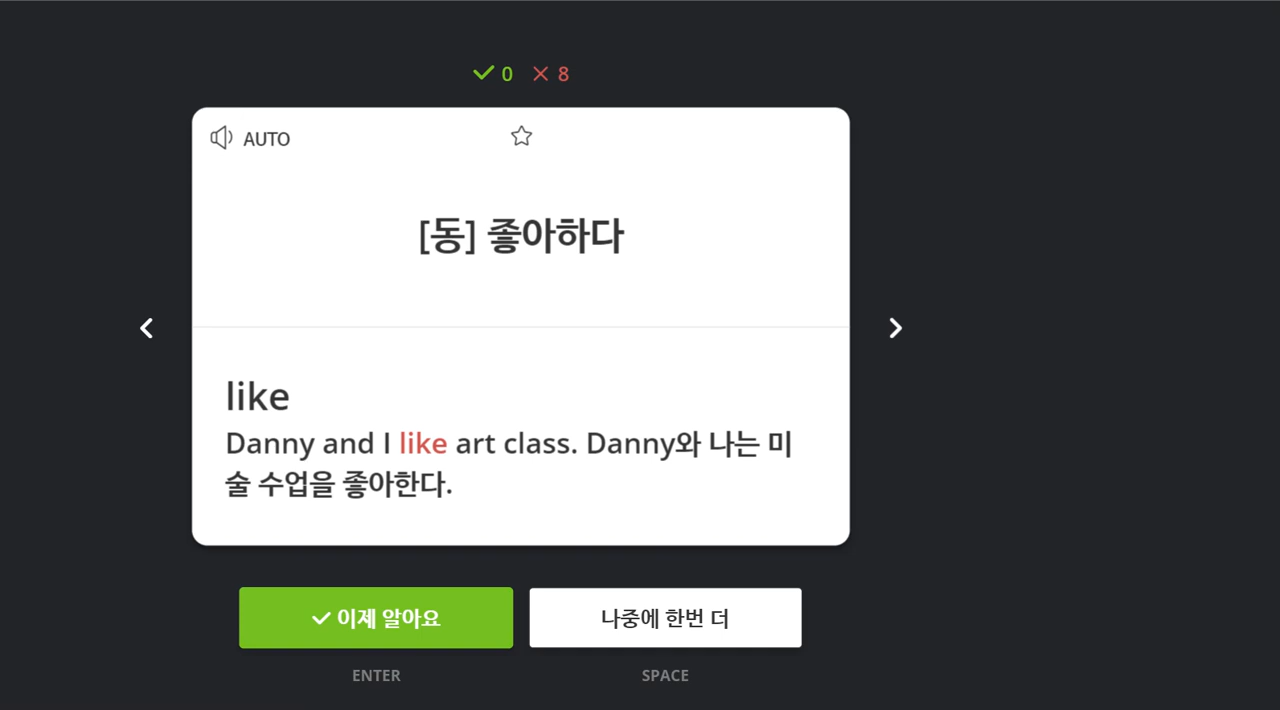 0 8
AUTO
[동] 좋아하다
like
Danny and I like art class. Danny와 나는 미
술 수업을 좋아한다.
이제 알아요 나중에 한번 더
ENTER SPACE